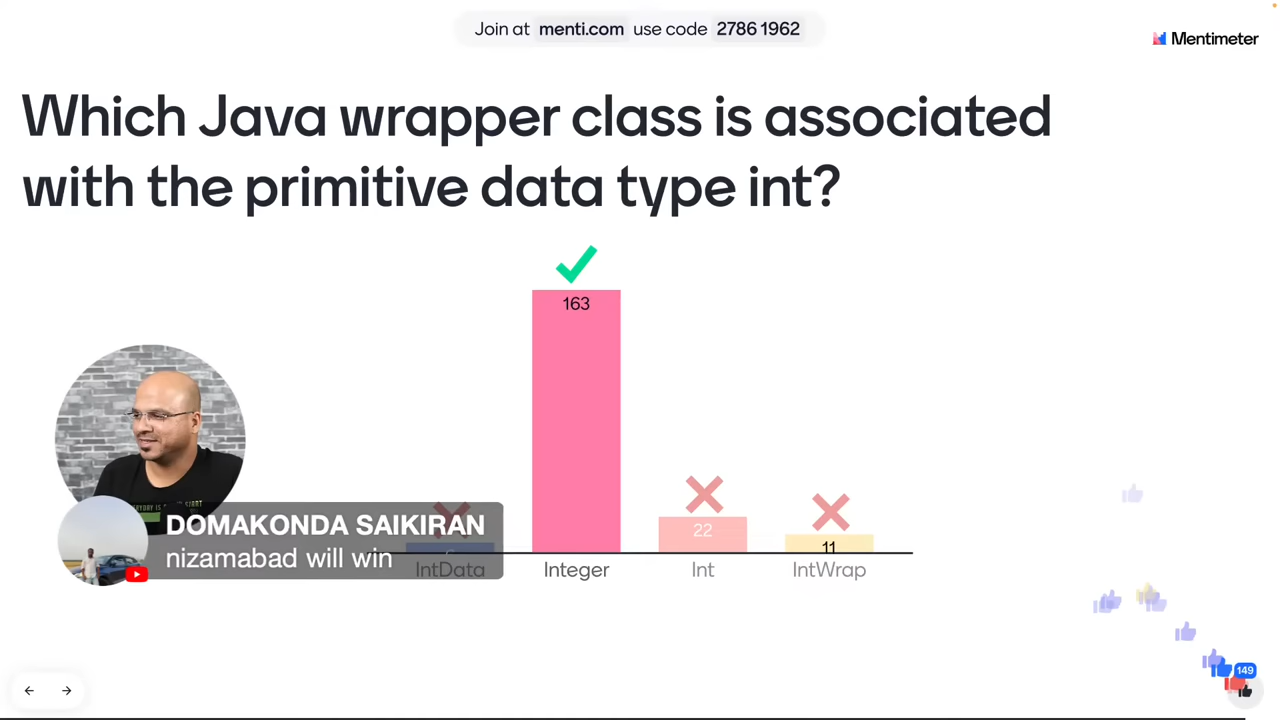 Join at menti.com use code 2786 1962
Mentimeter
Which Java wrapper class is associated
with the primitive data type int?
163
22
11
IntData
Integer
Int
IntWrap
DOMAKONDA SAIKIRAN
nizamabad will win
149